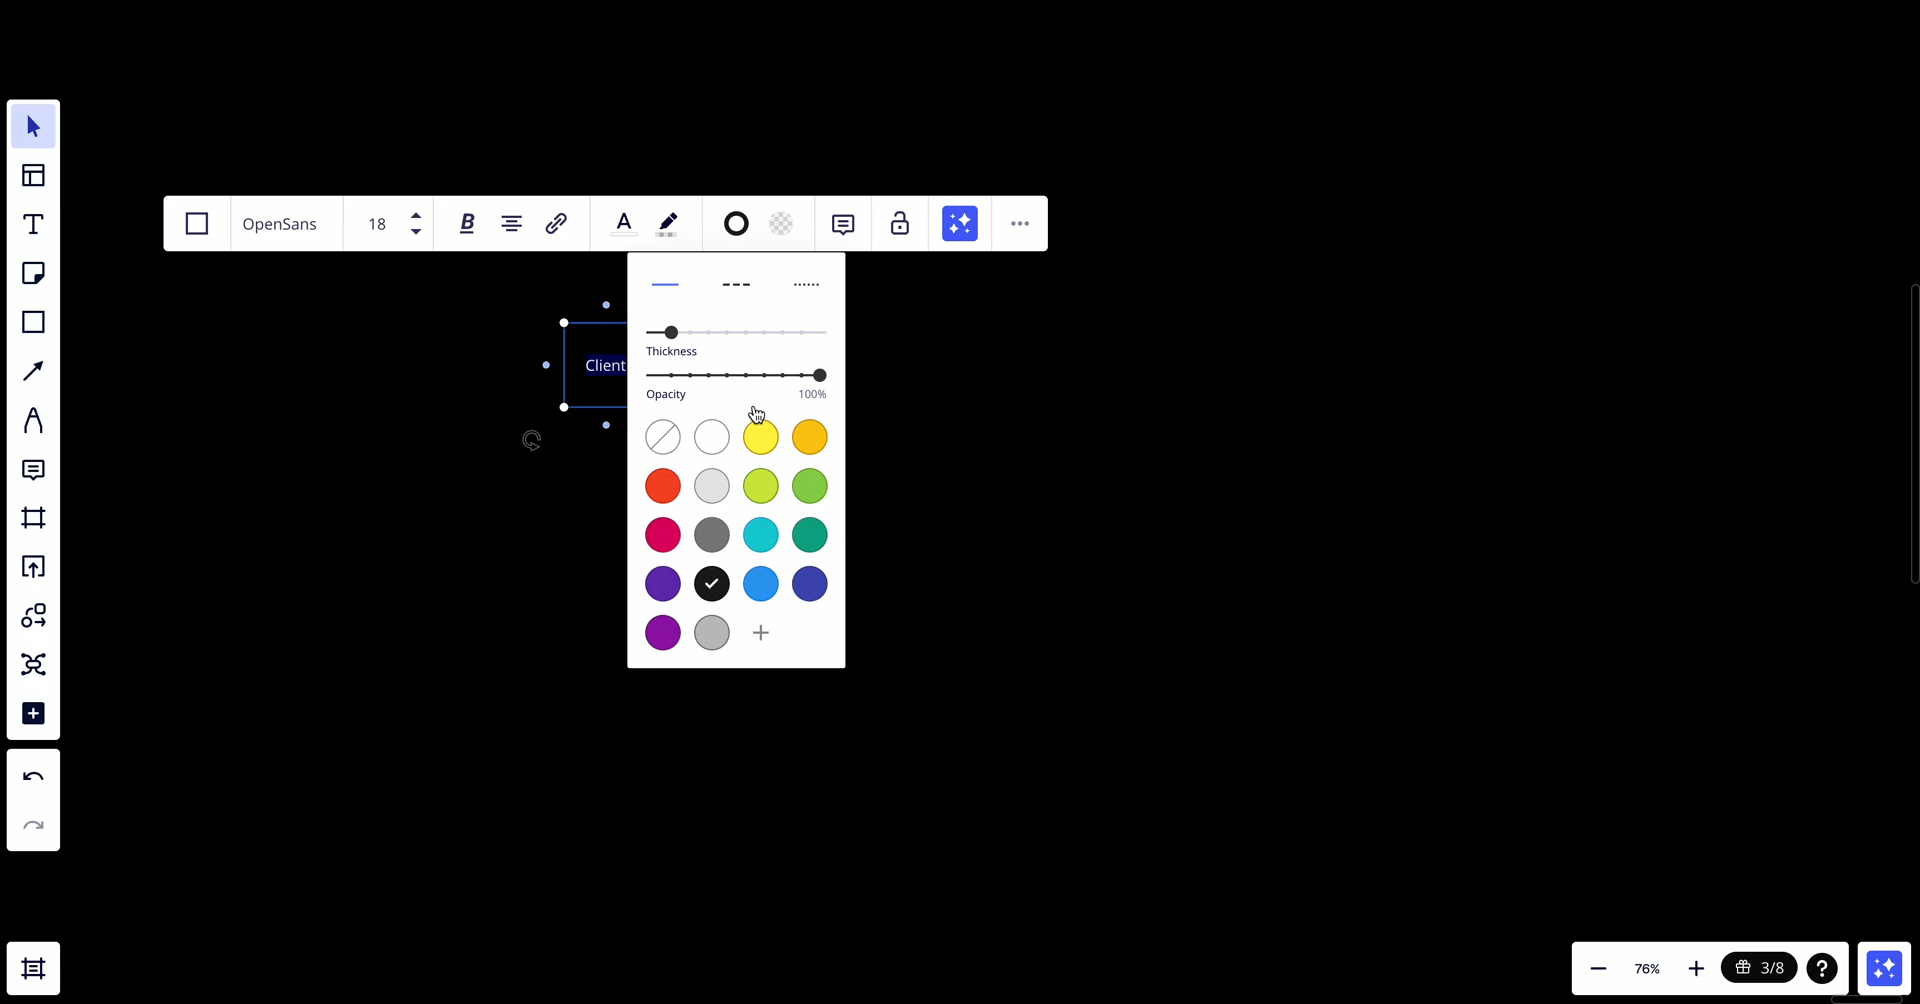 OpenSans 18 B A
Thickness
Client
Opacity 100%
76% 3/8 ?